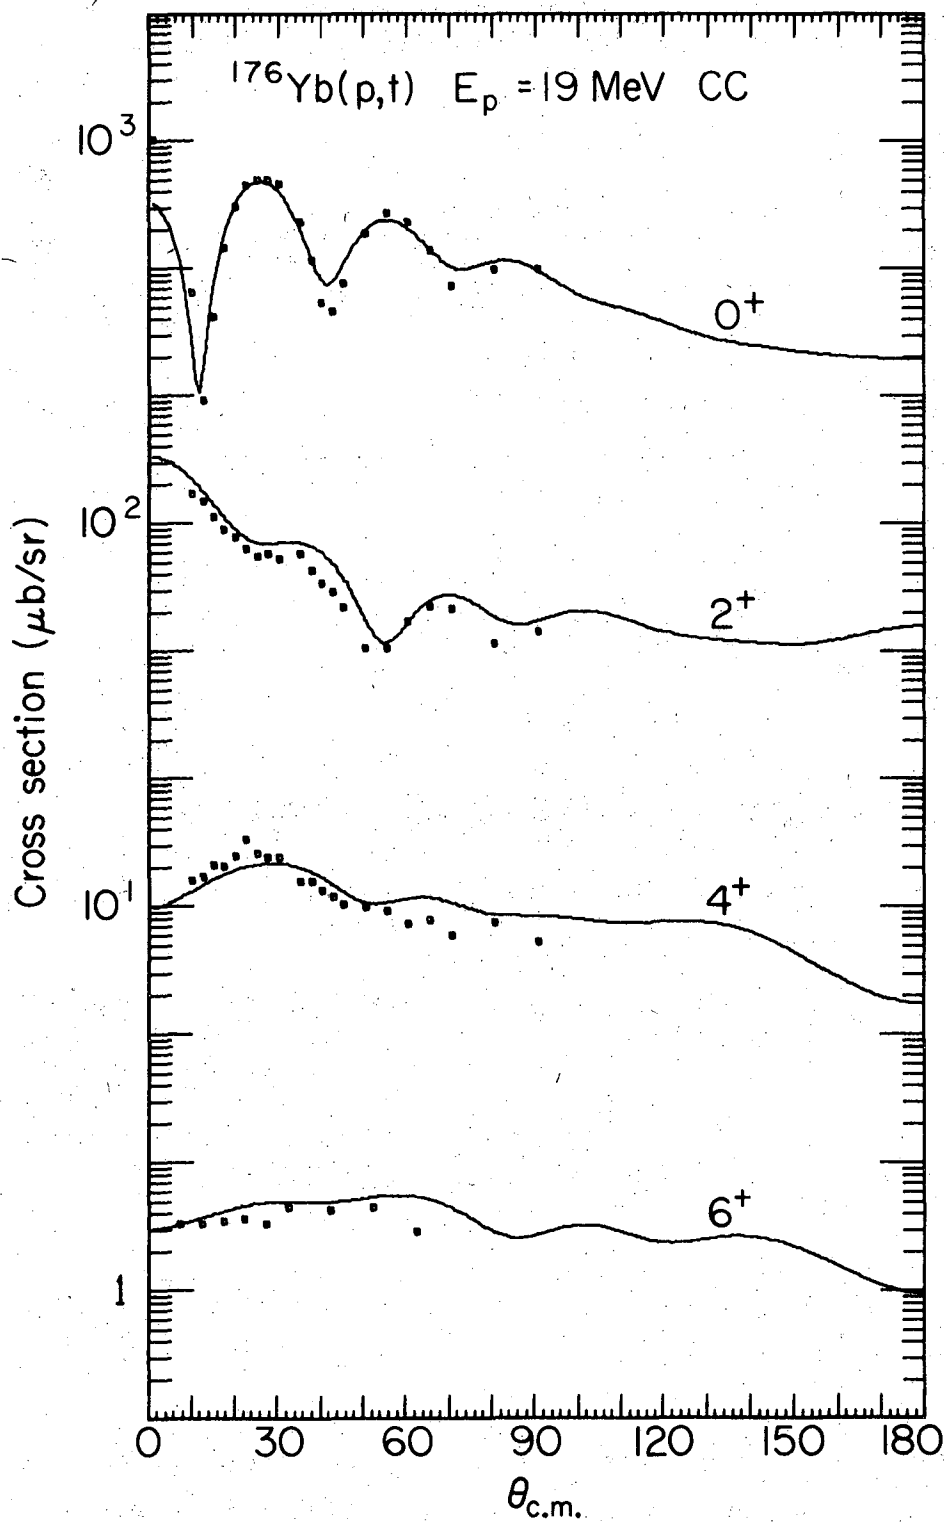 ¹⁷⁶Yb(p,t) Eₚ = 19 MeV CC
10³
0⁺
10²
2⁺
Cross section (μb/sr)
10¹
4⁺
6⁺
1
0 30 60 90 120 150 180
θc.m.